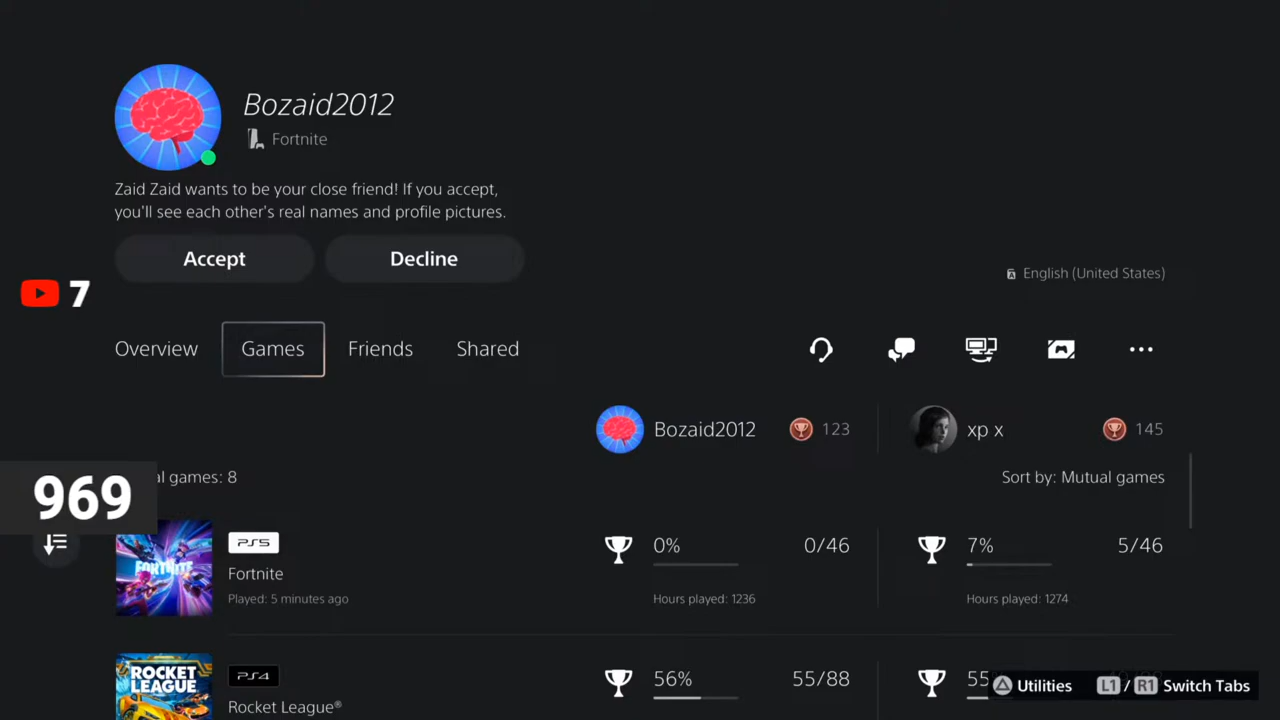 Bozaid2012
Fortnite
Zaid Zaid wants to be your close friend! If you accept,
you'll see each other's real names and profile pictures.
Accept
Decline
English (United States)
7
Overview
Games
Friends
Shared
Bozaid2012
123
xp x
145
al games: 8
Sort by: Mutual games
969
FORTNITE
PS5
Fortnite
Played: 5 minutes ago
0%
0/46
Hours played: 1236
7%
5/46
Hours played: 1274
ROCKET
LEAGUE
PS4
Rocket League®
56%
55/88
55
Utilities
L1 / R1 Switch Tabs